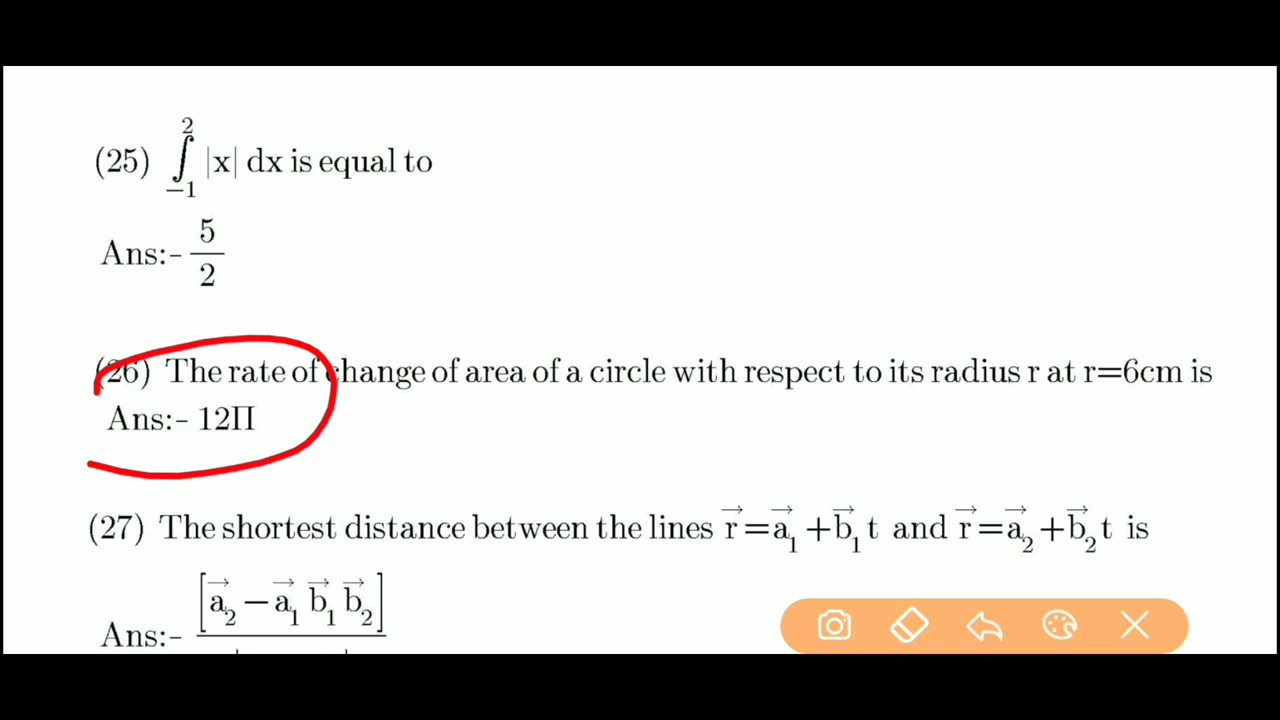 (25) ∫₋₁² |x| dx is equal to
Ans:- 5/2
(26) The rate of change of area of a circle with respect to its radius r at r=6cm is
Ans:- 12Π
(27) The shortest distance between the lines r⃗=a⃗₁+b⃗₁t and r⃗=a⃗₂+b⃗₂t is
Ans:- [a⃗₂−a⃗₁ b⃗₁ b⃗₂]